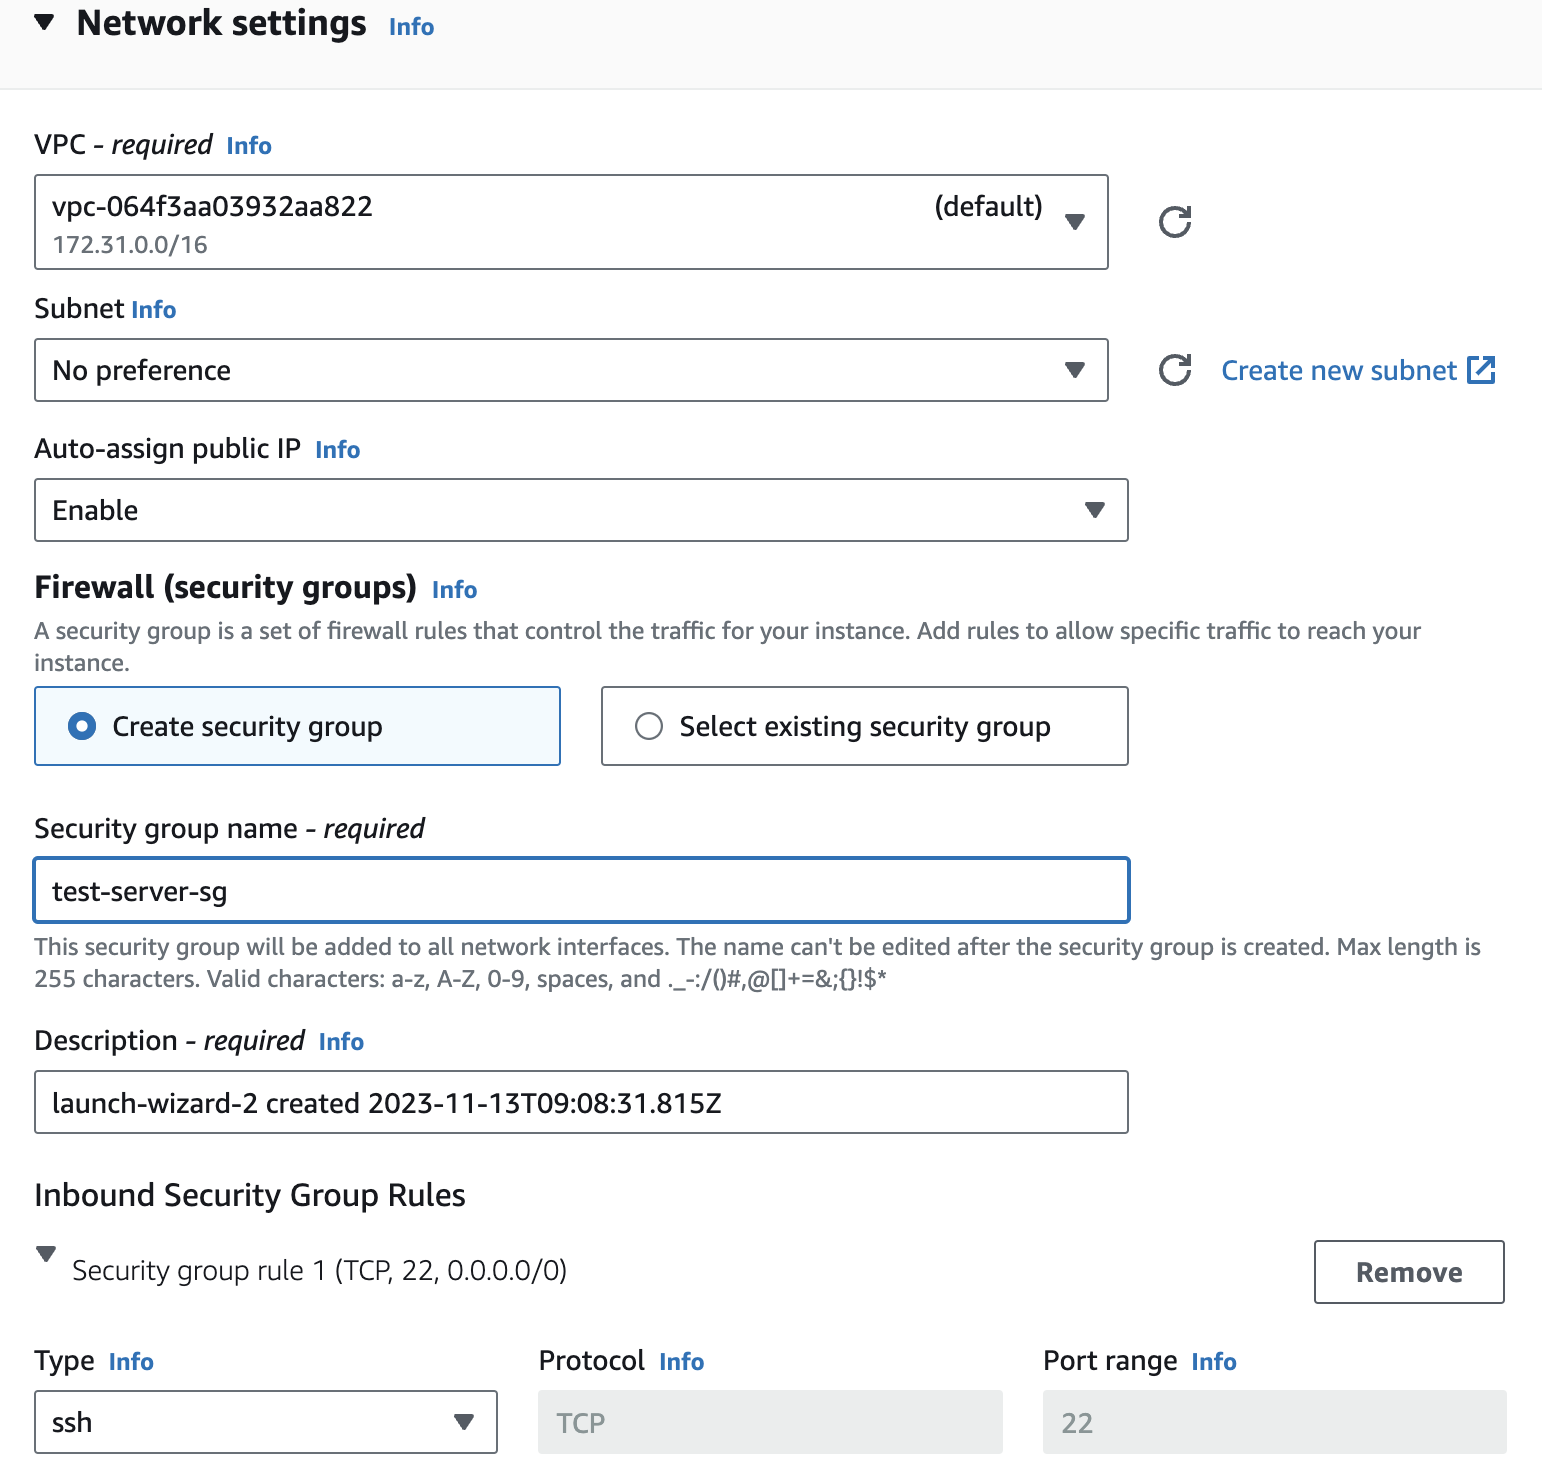 Network settings Info
VPC - required Info
vpc-064f3aa03932aa822 (default)
172.31.0.0/16
Subnet Info
No preference
Create new subnet
Auto-assign public IP Info
Enable
Firewall (security groups) Info
A security group is a set of firewall rules that control the traffic for your instance. Add rules to allow specific traffic to reach your
instance.
Create security group
Select existing security group
Security group name - required
test-server-sg
This security group will be added to all network interfaces. The name can't be edited after the security group is created. Max length is
255 characters. Valid characters: a-z, A-Z, 0-9, spaces, and ._-:/()#,@[]+=&;{}!$*
Description - required Info
launch-wizard-2 created 2023-11-13T09:08:31.815Z
Inbound Security Group Rules
Security group rule 1 (TCP, 22, 0.0.0.0/0)
Remove
Type Info
Protocol Info
Port range Info
ssh
TCP
22